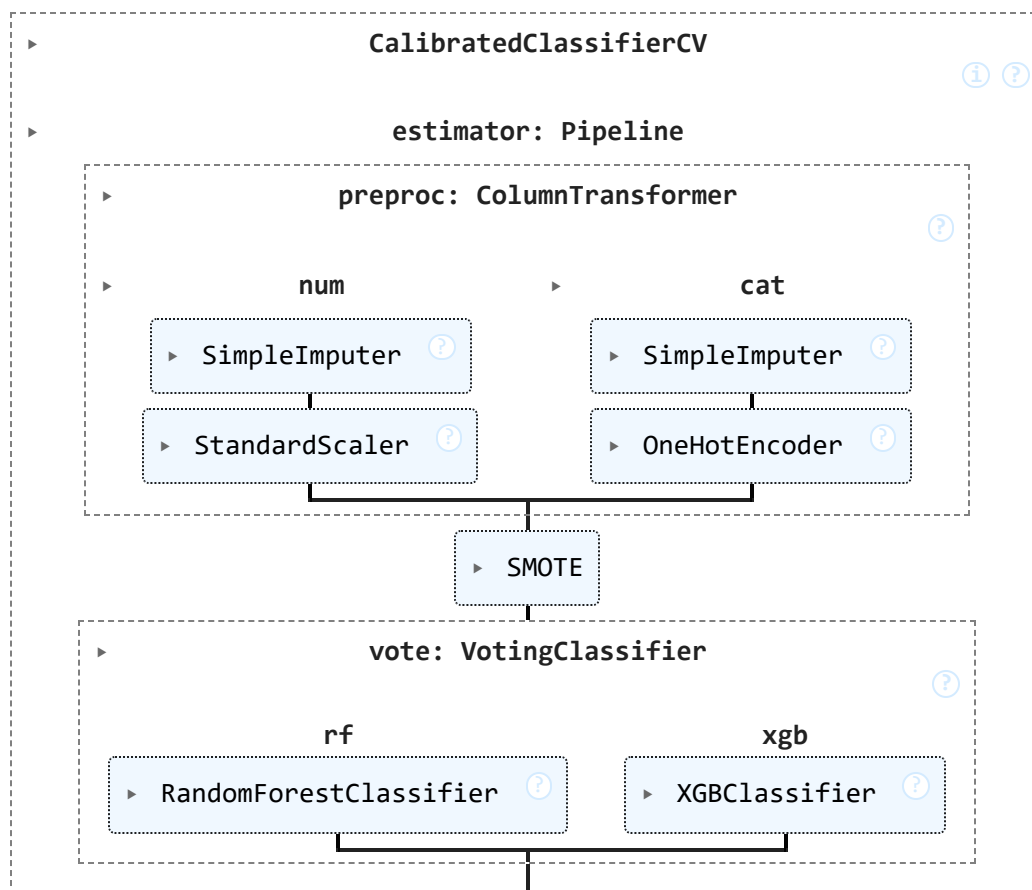 CalibratedClassifierCV
i ?
estimator: Pipeline
preproc: ColumnTransformer
?
num cat
SimpleImputer ? SimpleImputer ?
StandardScaler ? OneHotEncoder ?
SMOTE
vote: VotingClassifier
?
rf xgb
RandomForestClassifier ? XGBClassifier ?